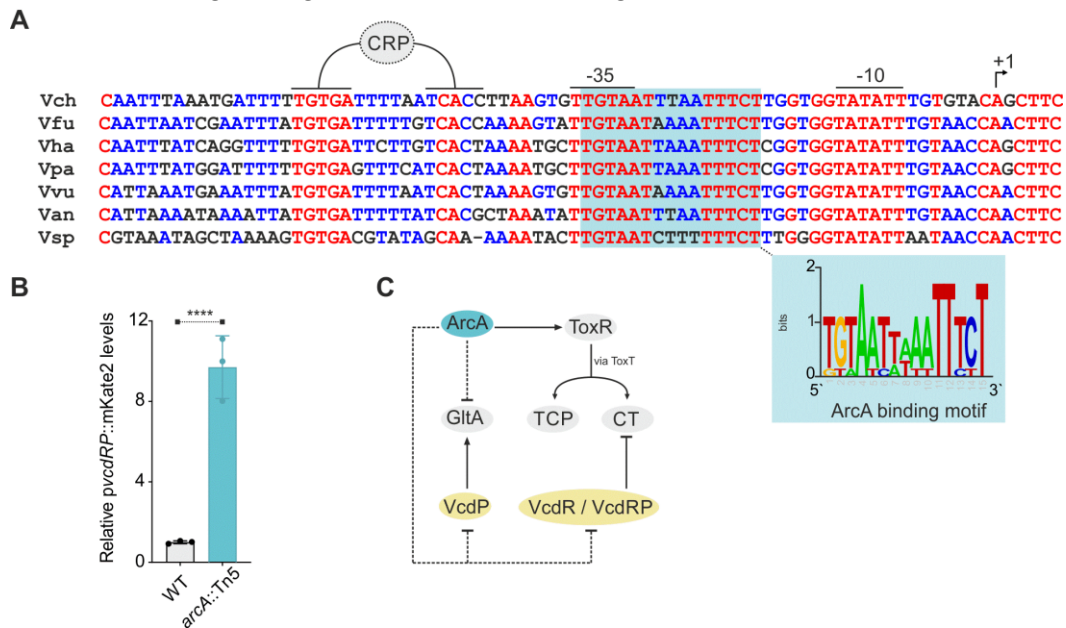 A
CRP
-35
-10
+1
Vch CAATTTAAATGATTTTTGTGATTTTAATCACCTTAAGTGTTGTAATTTAATTTCTTGGTGGTATATTTGTGTACAGCTTC
Vfu CAATTAATCGAATTTATGTGATTTTTGTCACCAAAAGTATTGTAATAAAATTTCTTGGTGGTATATTTGTAACCAACTTC
Vha CAATTTATCAGGTTTTTGTGATTCTTGTCACTAAAATGCTTGTAATTAAATTTCTCGGTGGTATATTTGTAACCAGCTTC
Vpa CAATTTATGGATTTTTTGTGAGTTTCATCACTAAAATGCTTGTAATTAAATTTCTCGGTGGTATATTTGTAACCAGCTTC
Vvu CATTAAATGAAATTTATGTGATTTTAATCACTAAAAGTGTTGTAATAAAATTTCTTGGTGGTATATTTGTAACCAACTTC
Van CATTAAAATAAAATTATGTGATTTTTATCACGCTAAATATTGTAATTTAATTTCTTGGTGGTATATTTGTAACCAACTTC
Vsp CGTAAATAGCTAAAAGTGTGACGTATAGCAA-AAAATACTTGTAATCTTTTTTCTTTGGGGTATATTAATAACCAACTTC
2
bits
1
0
5`
3`
ArcA binding motif
B
Relative pvcdRP::mKate2 levels
12
8
4
0
****
WT
arcA::Tn5
C
ArcA
ToxR
via ToxT
GltA
TCP
CT
VcdP
VcdR / VcdRP